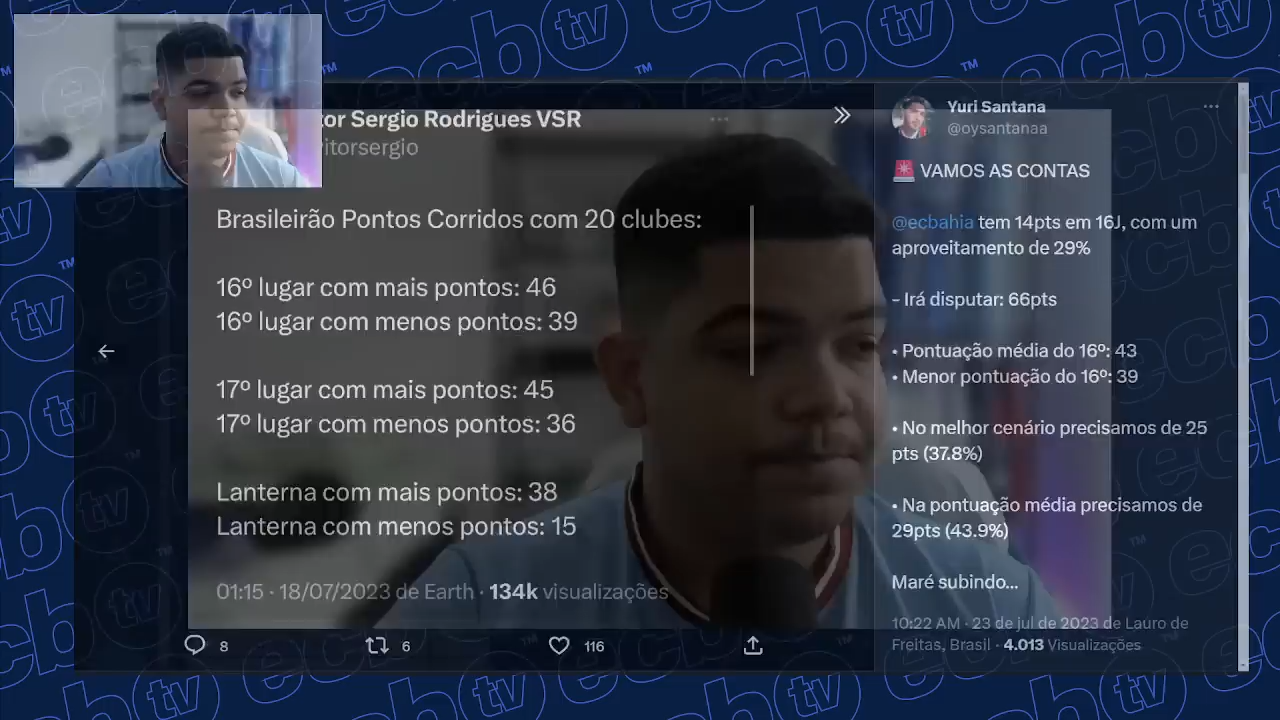 tor Sergio Rodrigues VSR
vitorsergio
Brasileirão Pontos Corridos com 20 clubes:
16º lugar com mais pontos: 46
16º lugar com menos pontos: 39
17º lugar com mais pontos: 45
17º lugar com menos pontos: 36
Lanterna com mais pontos: 38
Lanterna com menos pontos: 15
01:15 · 18/07/2023 de Earth · 134k visualizações
8
6
116
Yuri Santana
@oysantanaa
VAMOS AS CONTAS
@ecbahia tem 14pts em 16J, com um
aproveitamento de 29%
- Irá disputar: 66pts
• Pontuação média do 16º: 43
• Menor pontuação do 16º: 39
• No melhor cenário precisamos de 25
pts (37.8%)
• Na pontuação média precisamos de
29pts (43.9%)
Maré subindo...
10:22 AM · 23 de jul de 2023 de Lauro de
Freitas, Brasil · 4.013 Visualizações
ecb tv